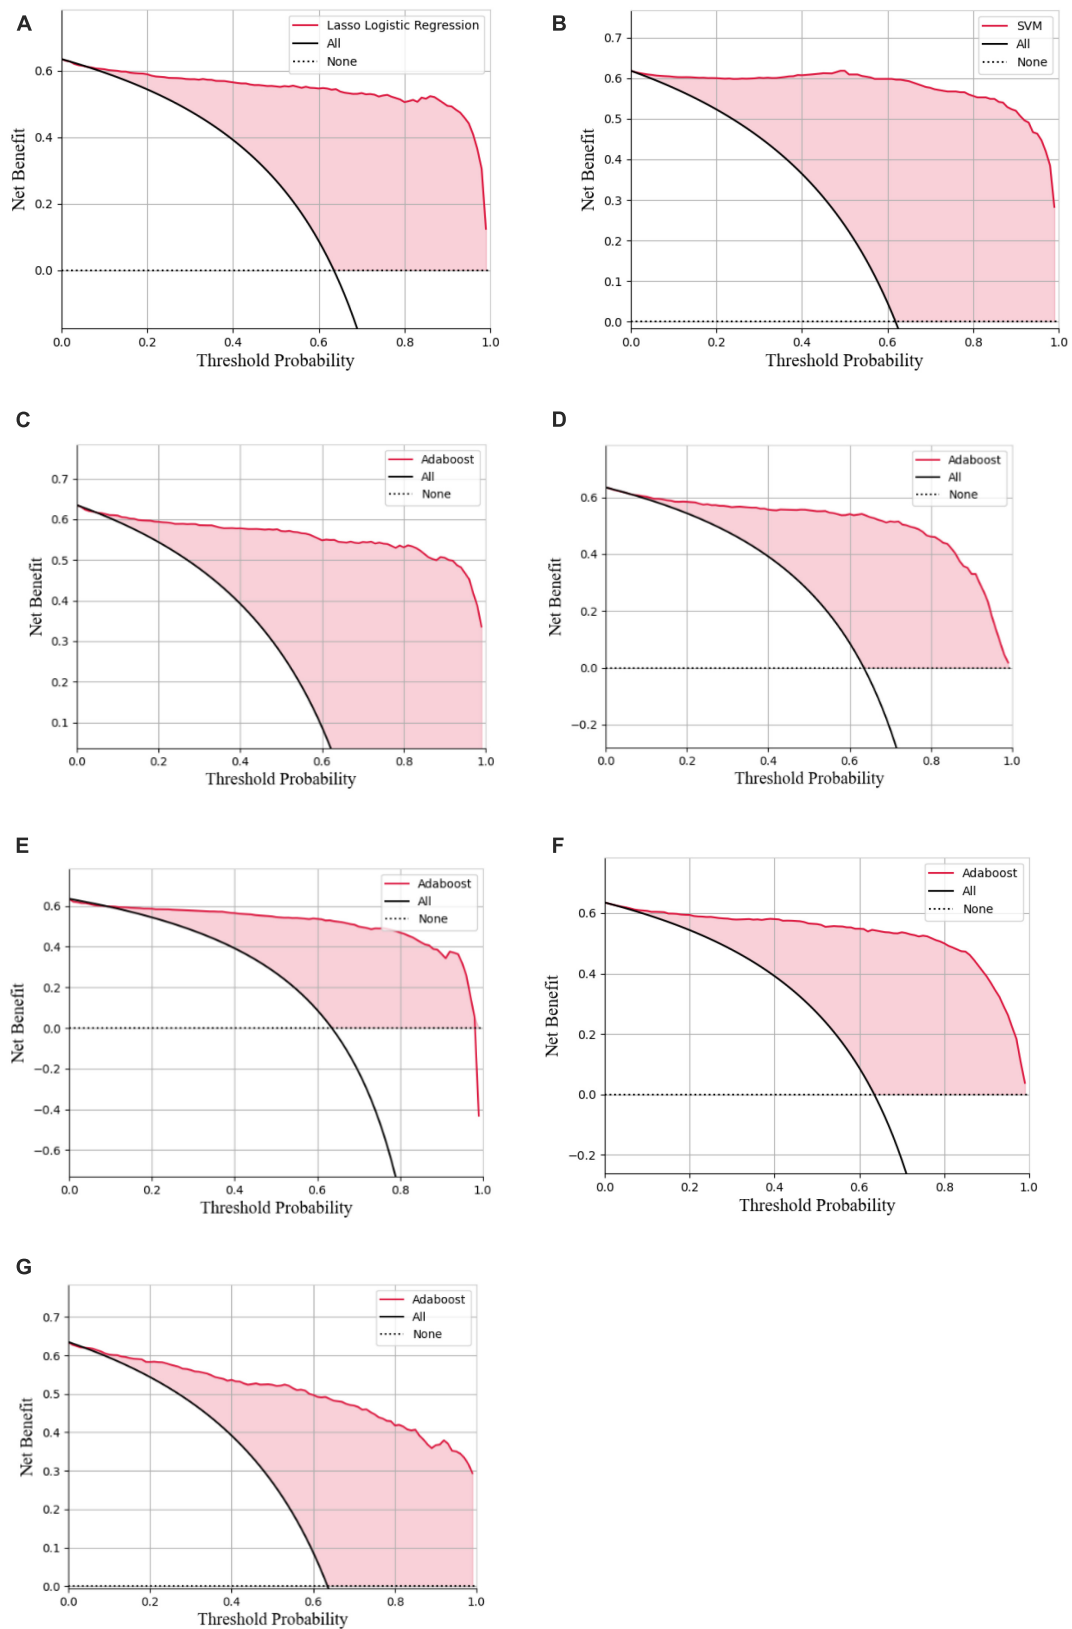 A
Lasso Logistic Regression
All
None
0.6
0.4
0.2
0.0
Net Benefit
0.0 0.2 0.4 0.6 0.8 1.0
Threshold Probability
B
SVM
All
None
0.7
0.6
0.5
0.4
0.3
0.2
0.1
0.0
Net Benefit
0.0 0.2 0.4 0.6 0.8 1.0
Threshold Probability
C
Adaboost
All
None
0.7
0.6
0.5
0.4
0.3
0.2
0.1
Net Benefit
0.0 0.2 0.4 0.6 0.8 1.0
Threshold Probability
D
Adaboost
All
None
0.6
0.4
0.2
0.0
−0.2
Net Benefit
0.0 0.2 0.4 0.6 0.8 1.0
Threshold Probability
E
Adaboost
All
None
0.6
0.4
0.2
0.0
−0.2
−0.4
−0.6
Net Benefit
0.0 0.2 0.4 0.6 0.8 1.0
Threshold Probability
F
Adaboost
All
None
0.6
0.4
0.2
0.0
−0.2
Net Benefit
0.0 0.2 0.4 0.6 0.8 1.0
Threshold Probability
G
Adaboost
All
None
0.7
0.6
0.5
0.4
0.3
0.2
0.1
0.0
Net Benefit
0.0 0.2 0.4 0.6 0.8 1.0
Threshold Probability